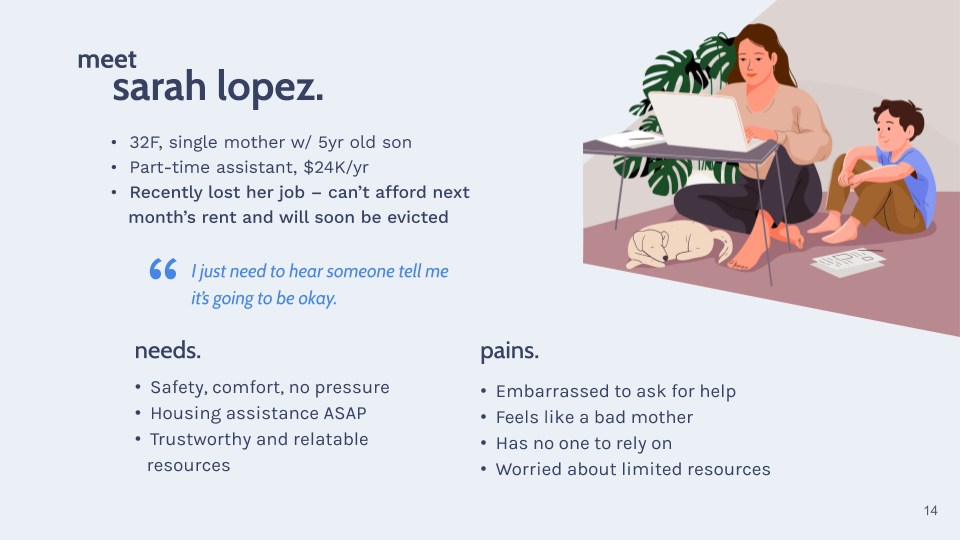 meet
sarah lopez.
• 32F, single mother w/ 5yr old son
• Part-time assistant, $24K/yr
• Recently lost her job – can’t afford next
month’s rent and will soon be evicted
“ I just need to hear someone tell me
it’s going to be okay.
needs.
• Safety, comfort, no pressure
• Housing assistance ASAP
• Trustworthy and relatable
resources
pains.
• Embarrassed to ask for help
• Feels like a bad mother
• Has no one to rely on
• Worried about limited resources
14